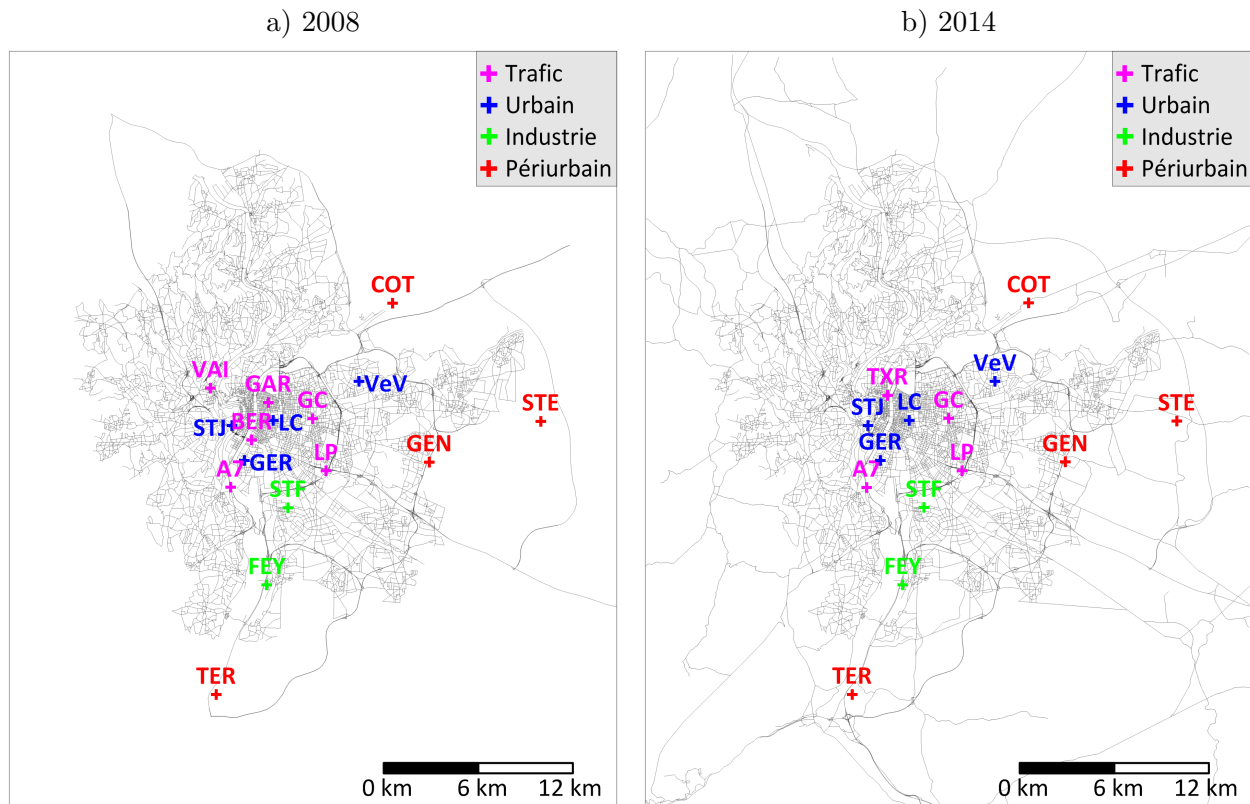 a) 2008
Trafic
Urbain
Industrie
Périurbain
COT
VAI
GAR
VeV
GC
STE
STJ
BER
LC
GEN
A7
GER
LP
STF
FEY
TER
0 km
6 km
12 km
b) 2014
Trafic
Urbain
Industrie
Périurbain
COT
VeV
TXR
STJ
LC
GC
STE
GER
GEN
A7
LP
STF
FEY
TER
0 km
6 km
12 km